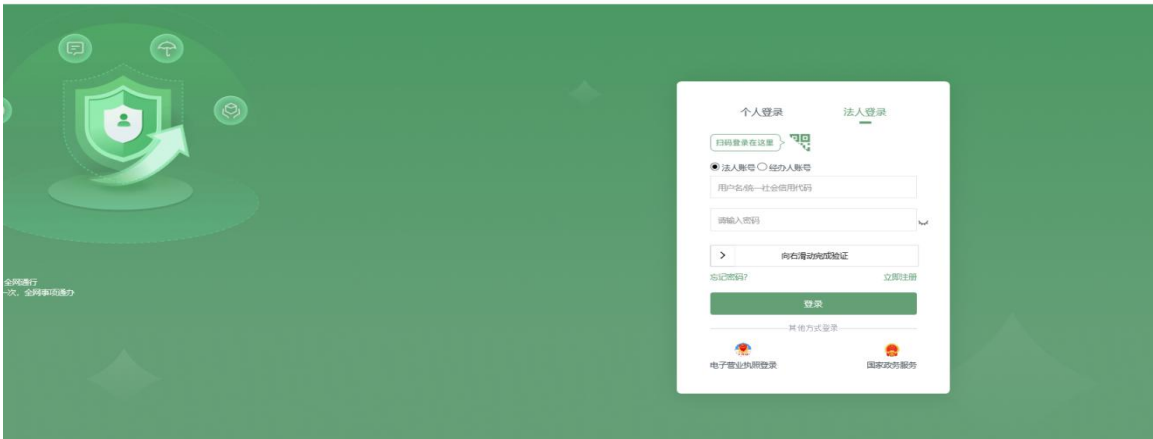 个人登录
法人登录
扫码登录在这里
法人账号
经办人账号
用户名/统一社会信用代码
请输入密码
>
向右滑动完成验证
忘记密码?
立即注册
登录
其他方式登录
电子营业执照登录
国家政务服务
全网通行
一次，全网事项通办